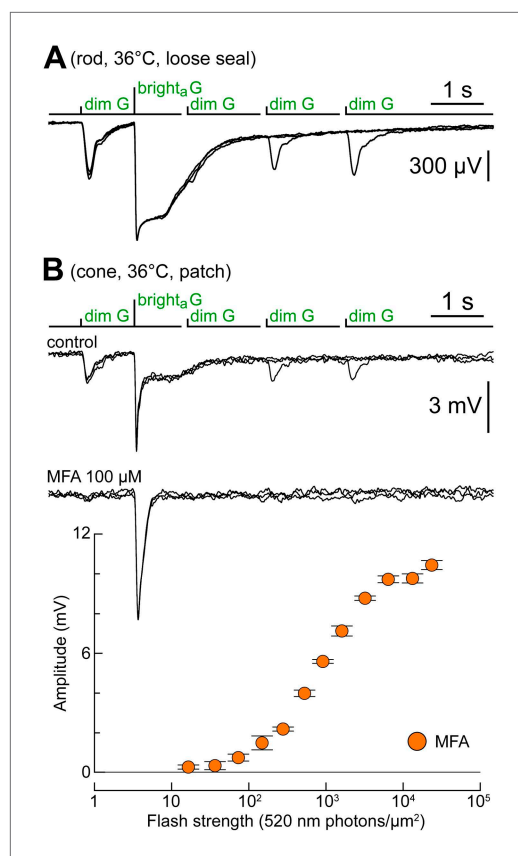 A (rod, 36°C, loose seal)
bright_aG
dim G dim G dim G dim G 1 s
300 µV
B (cone, 36°C, patch)
bright_aG
dim G dim G dim G dim G 1 s
control
3 mV
MFA 100 µM
12
6
0
Amplitude (mV)
MFA
1 10 10² 10³ 10⁴ 10⁵
Flash strength (520 nm photons/µm²)